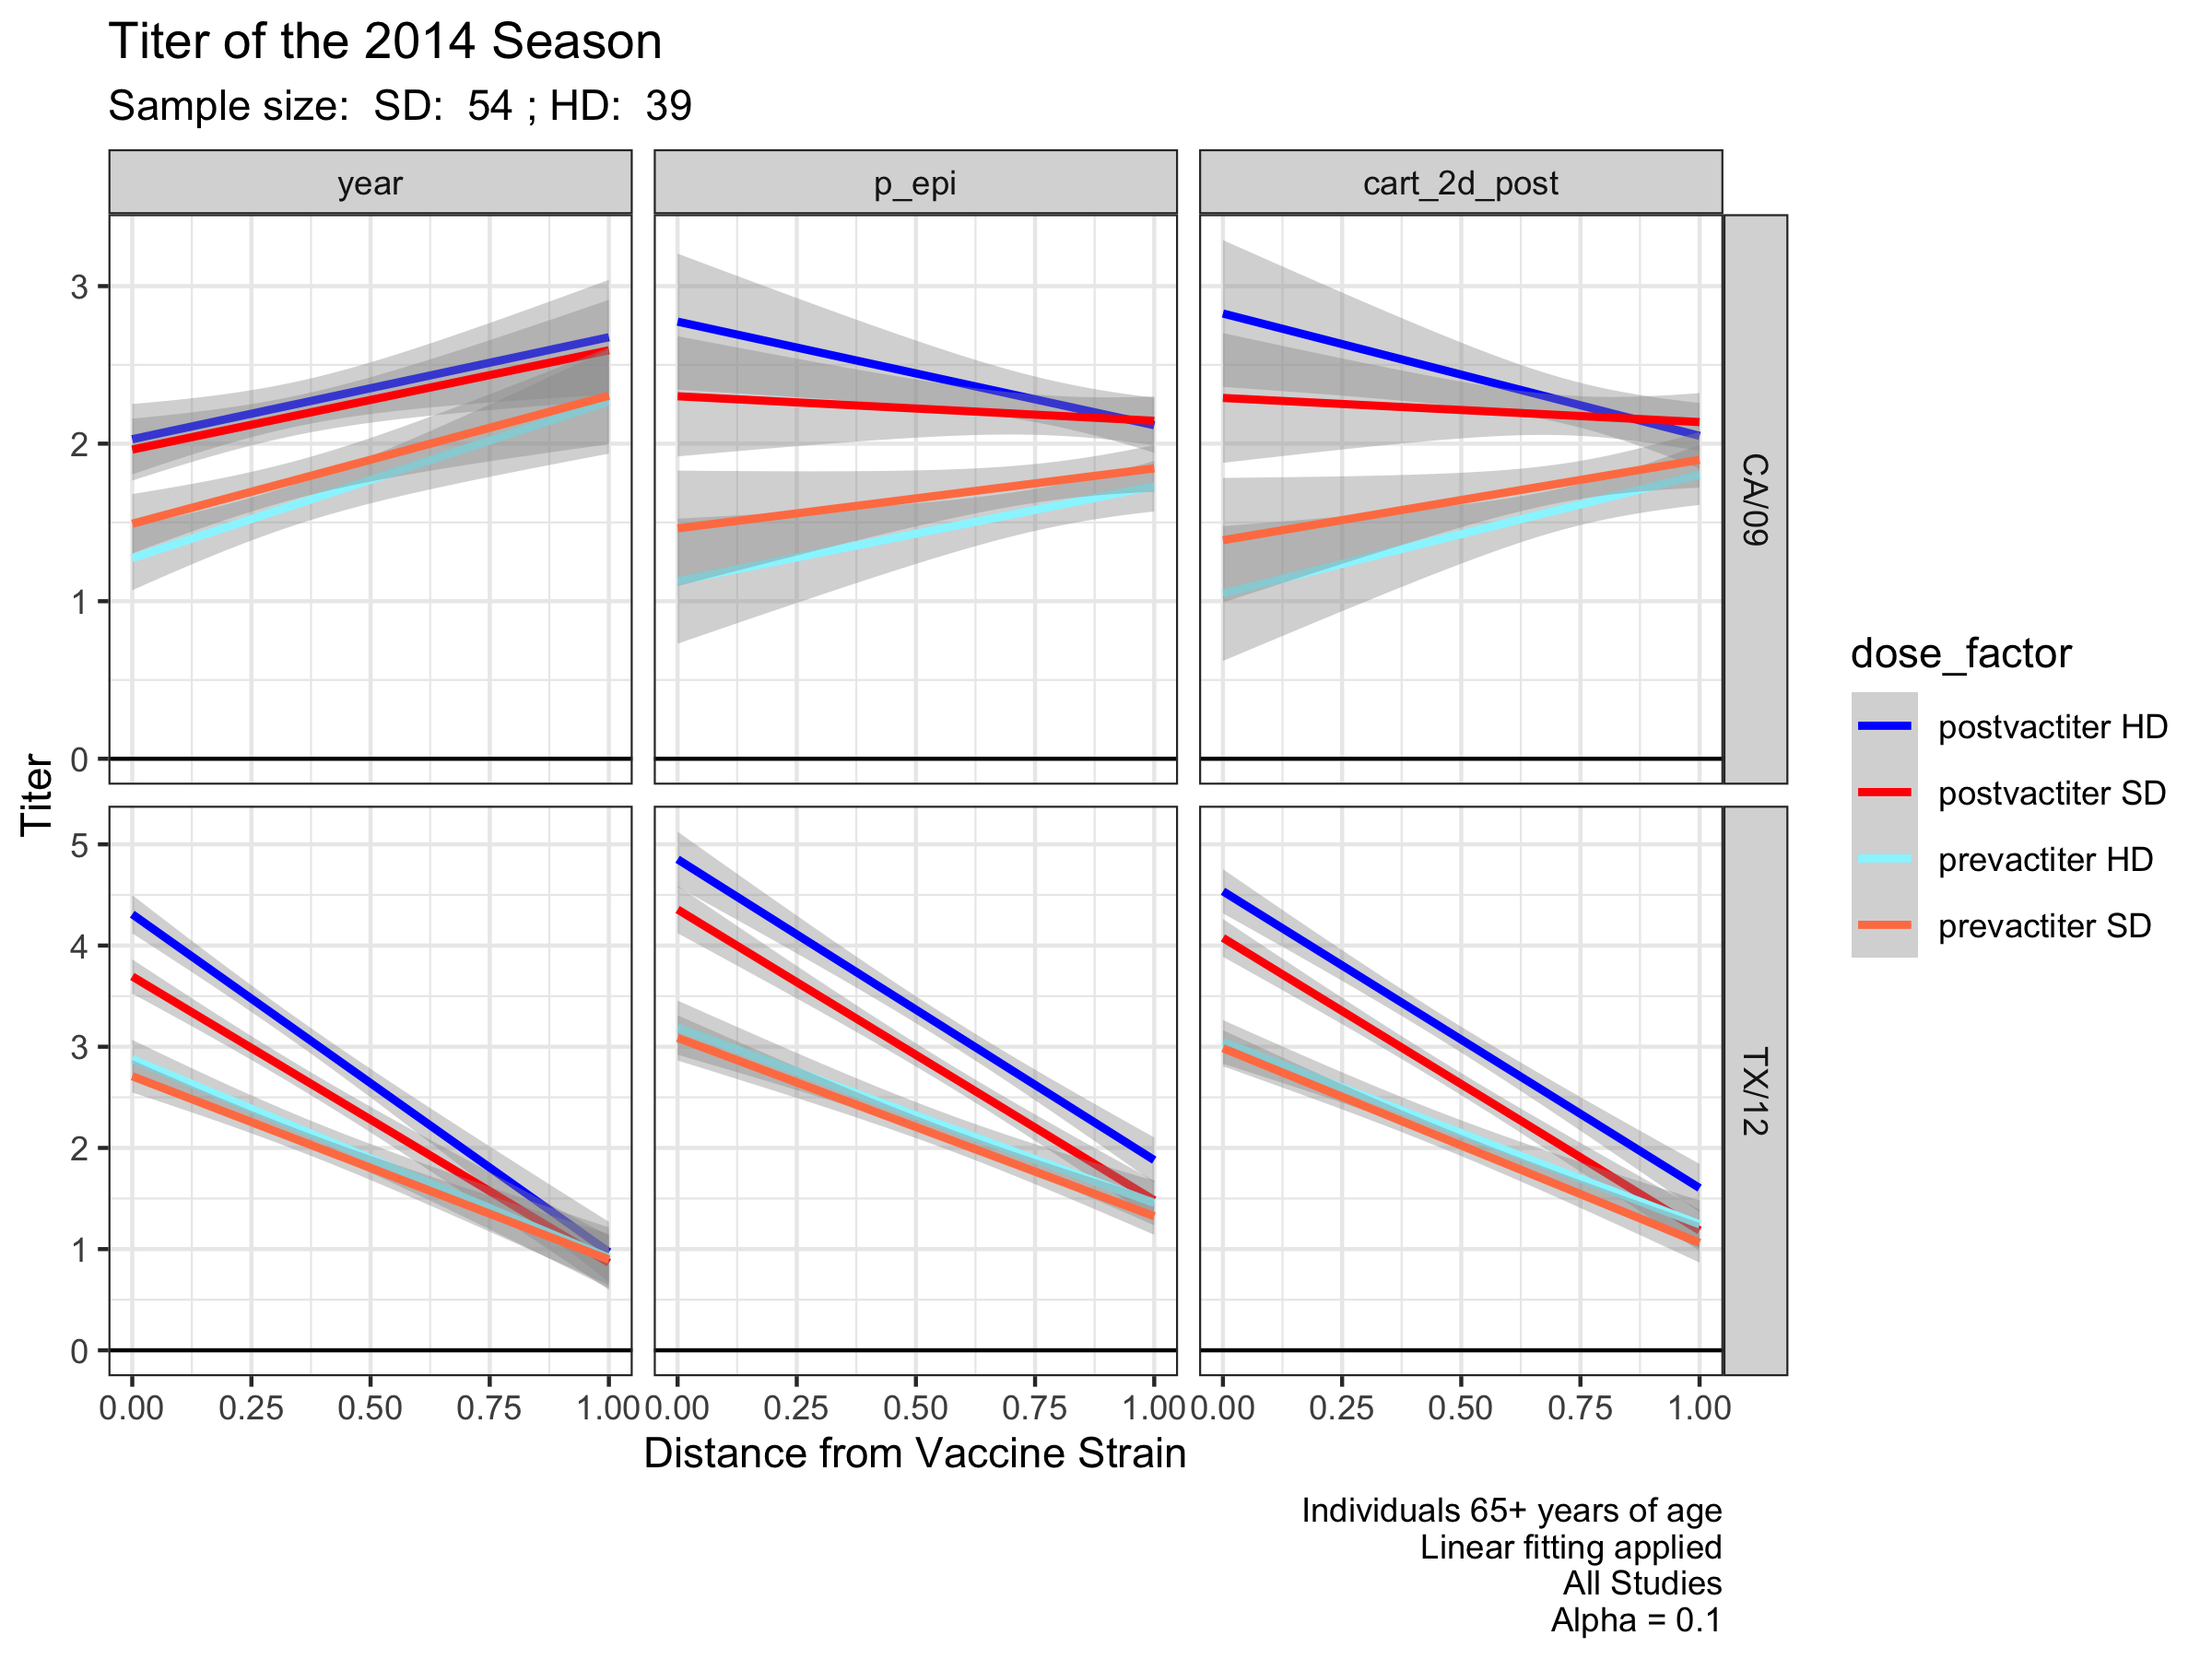 Titer of the 2014 Season
Sample size:  SD:  54 ; HD:  39
year
p_epi
cart_2d_post
3
2
1
0
CA/09
Titer
5
4
3
2
1
0
TX/12
0.00 0.25 0.50 0.75 1.00
0.00 0.25 0.50 0.75 1.00
0.00 0.25 0.50 0.75 1.00
Distance from Vaccine Strain
dose_factor
postvactiter HD
postvactiter SD
prevactiter HD
prevactiter SD
Individuals 65+ years of age
Linear fitting applied
All Studies
Alpha = 0.1